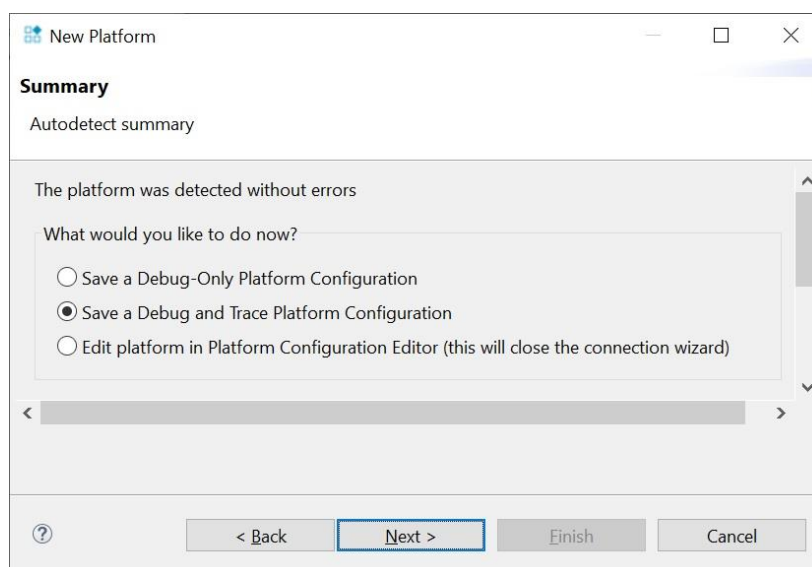 New Platform
Summary
Autodetect summary
The platform was detected without errors
What would you like to do now?
Save a Debug-Only Platform Configuration
Save a Debug and Trace Platform Configuration
Edit platform in Platform Configuration Editor (this will close the connection wizard)
?
< Back
Next >
Finish
Cancel